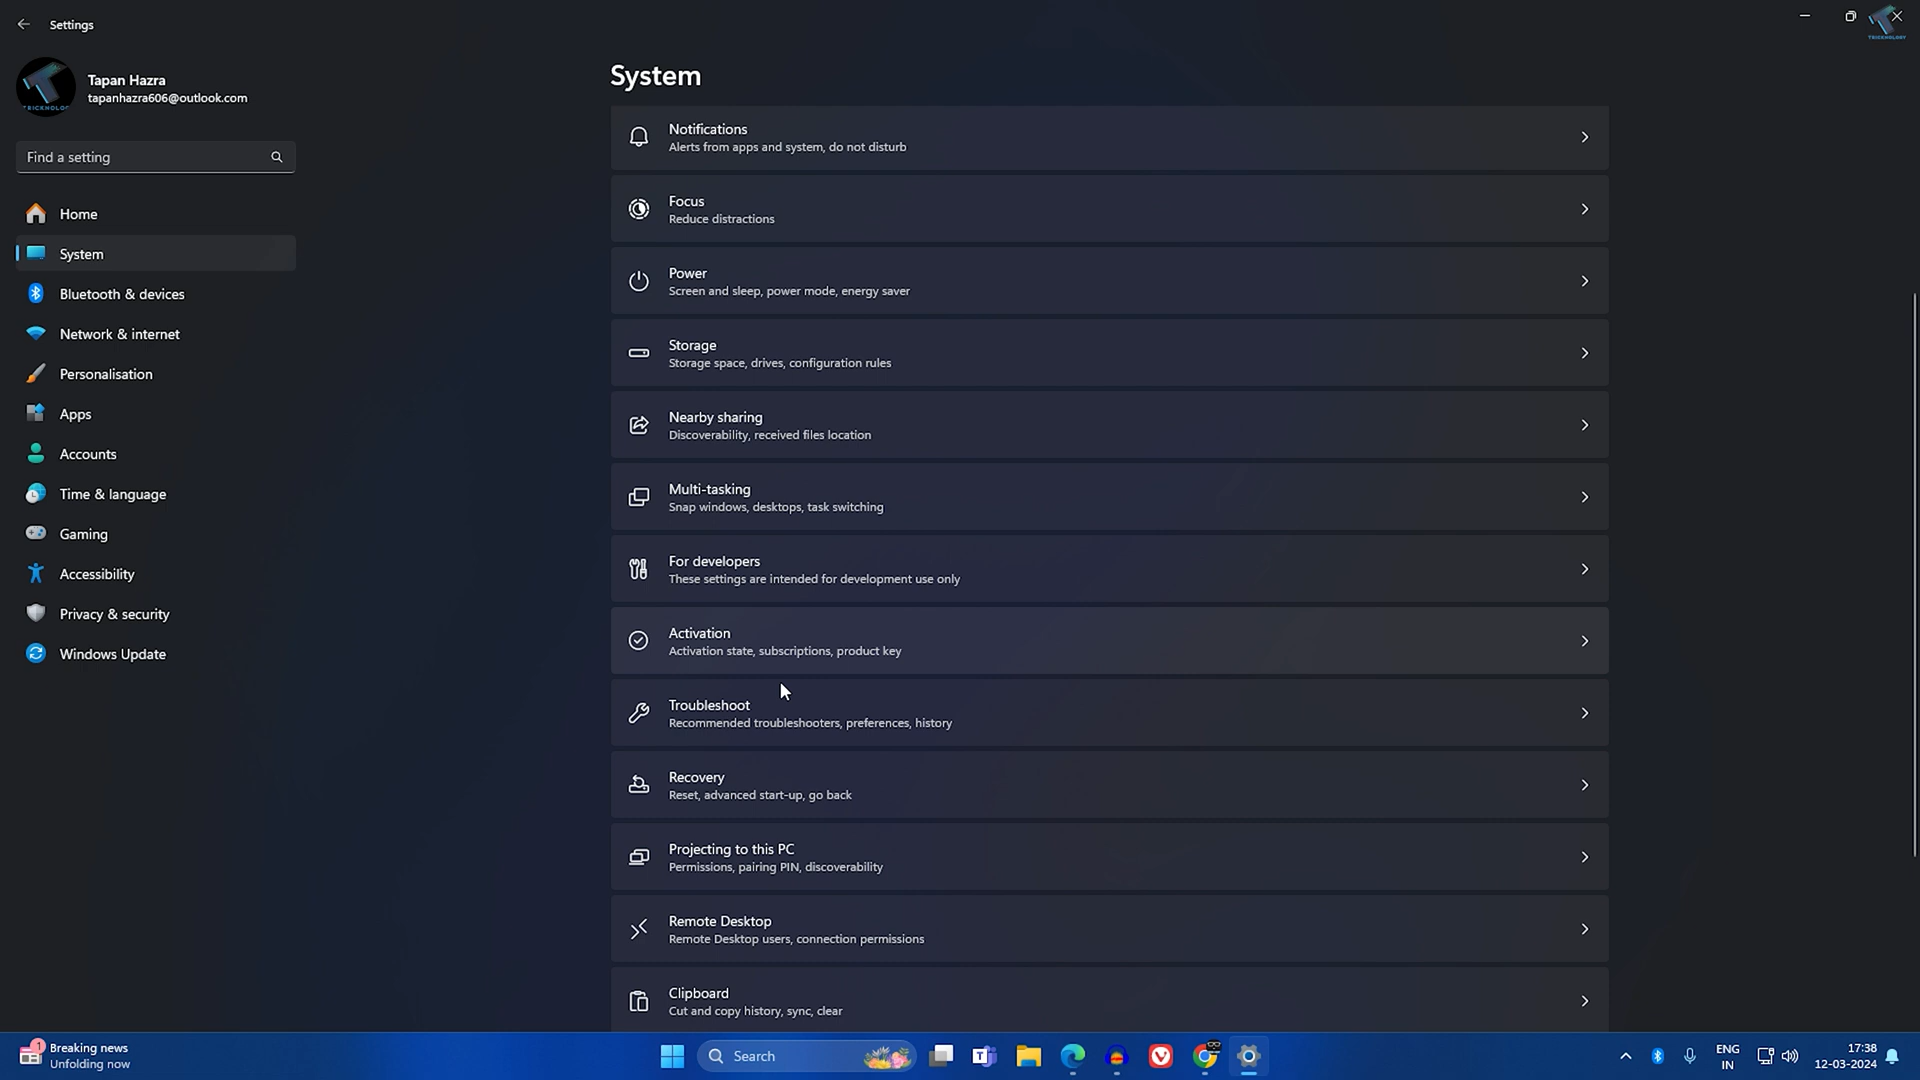 Settings
Tapan Hazra
tapanhazra606@outlook.com
TRICKNOLOGY
Find a setting
Home
System
Bluetooth & devices
Network & internet
Personalisation
Apps
Accounts
Time & language
Gaming
Accessibility
Privacy & security
Windows Update
System
Notifications
Alerts from apps and system, do not disturb
Focus
Reduce distractions
Power
Screen and sleep, power mode, energy saver
Storage
Storage space, drives, configuration rules
Nearby sharing
Discoverability, received files location
Multi-tasking
Snap windows, desktops, task switching
For developers
These settings are intended for development use only
Activation
Activation state, subscriptions, product key
Troubleshoot
Recommended troubleshooters, preferences, history
Recovery
Reset, advanced start-up, go back
Projecting to this PC
Permissions, pairing PIN, discoverability
Remote Desktop
Remote Desktop users, connection permissions
Clipboard
Cut and copy history, sync, clear
1
Breaking news
Unfolding now
Search
ENG
IN
17:38
12-03-2024